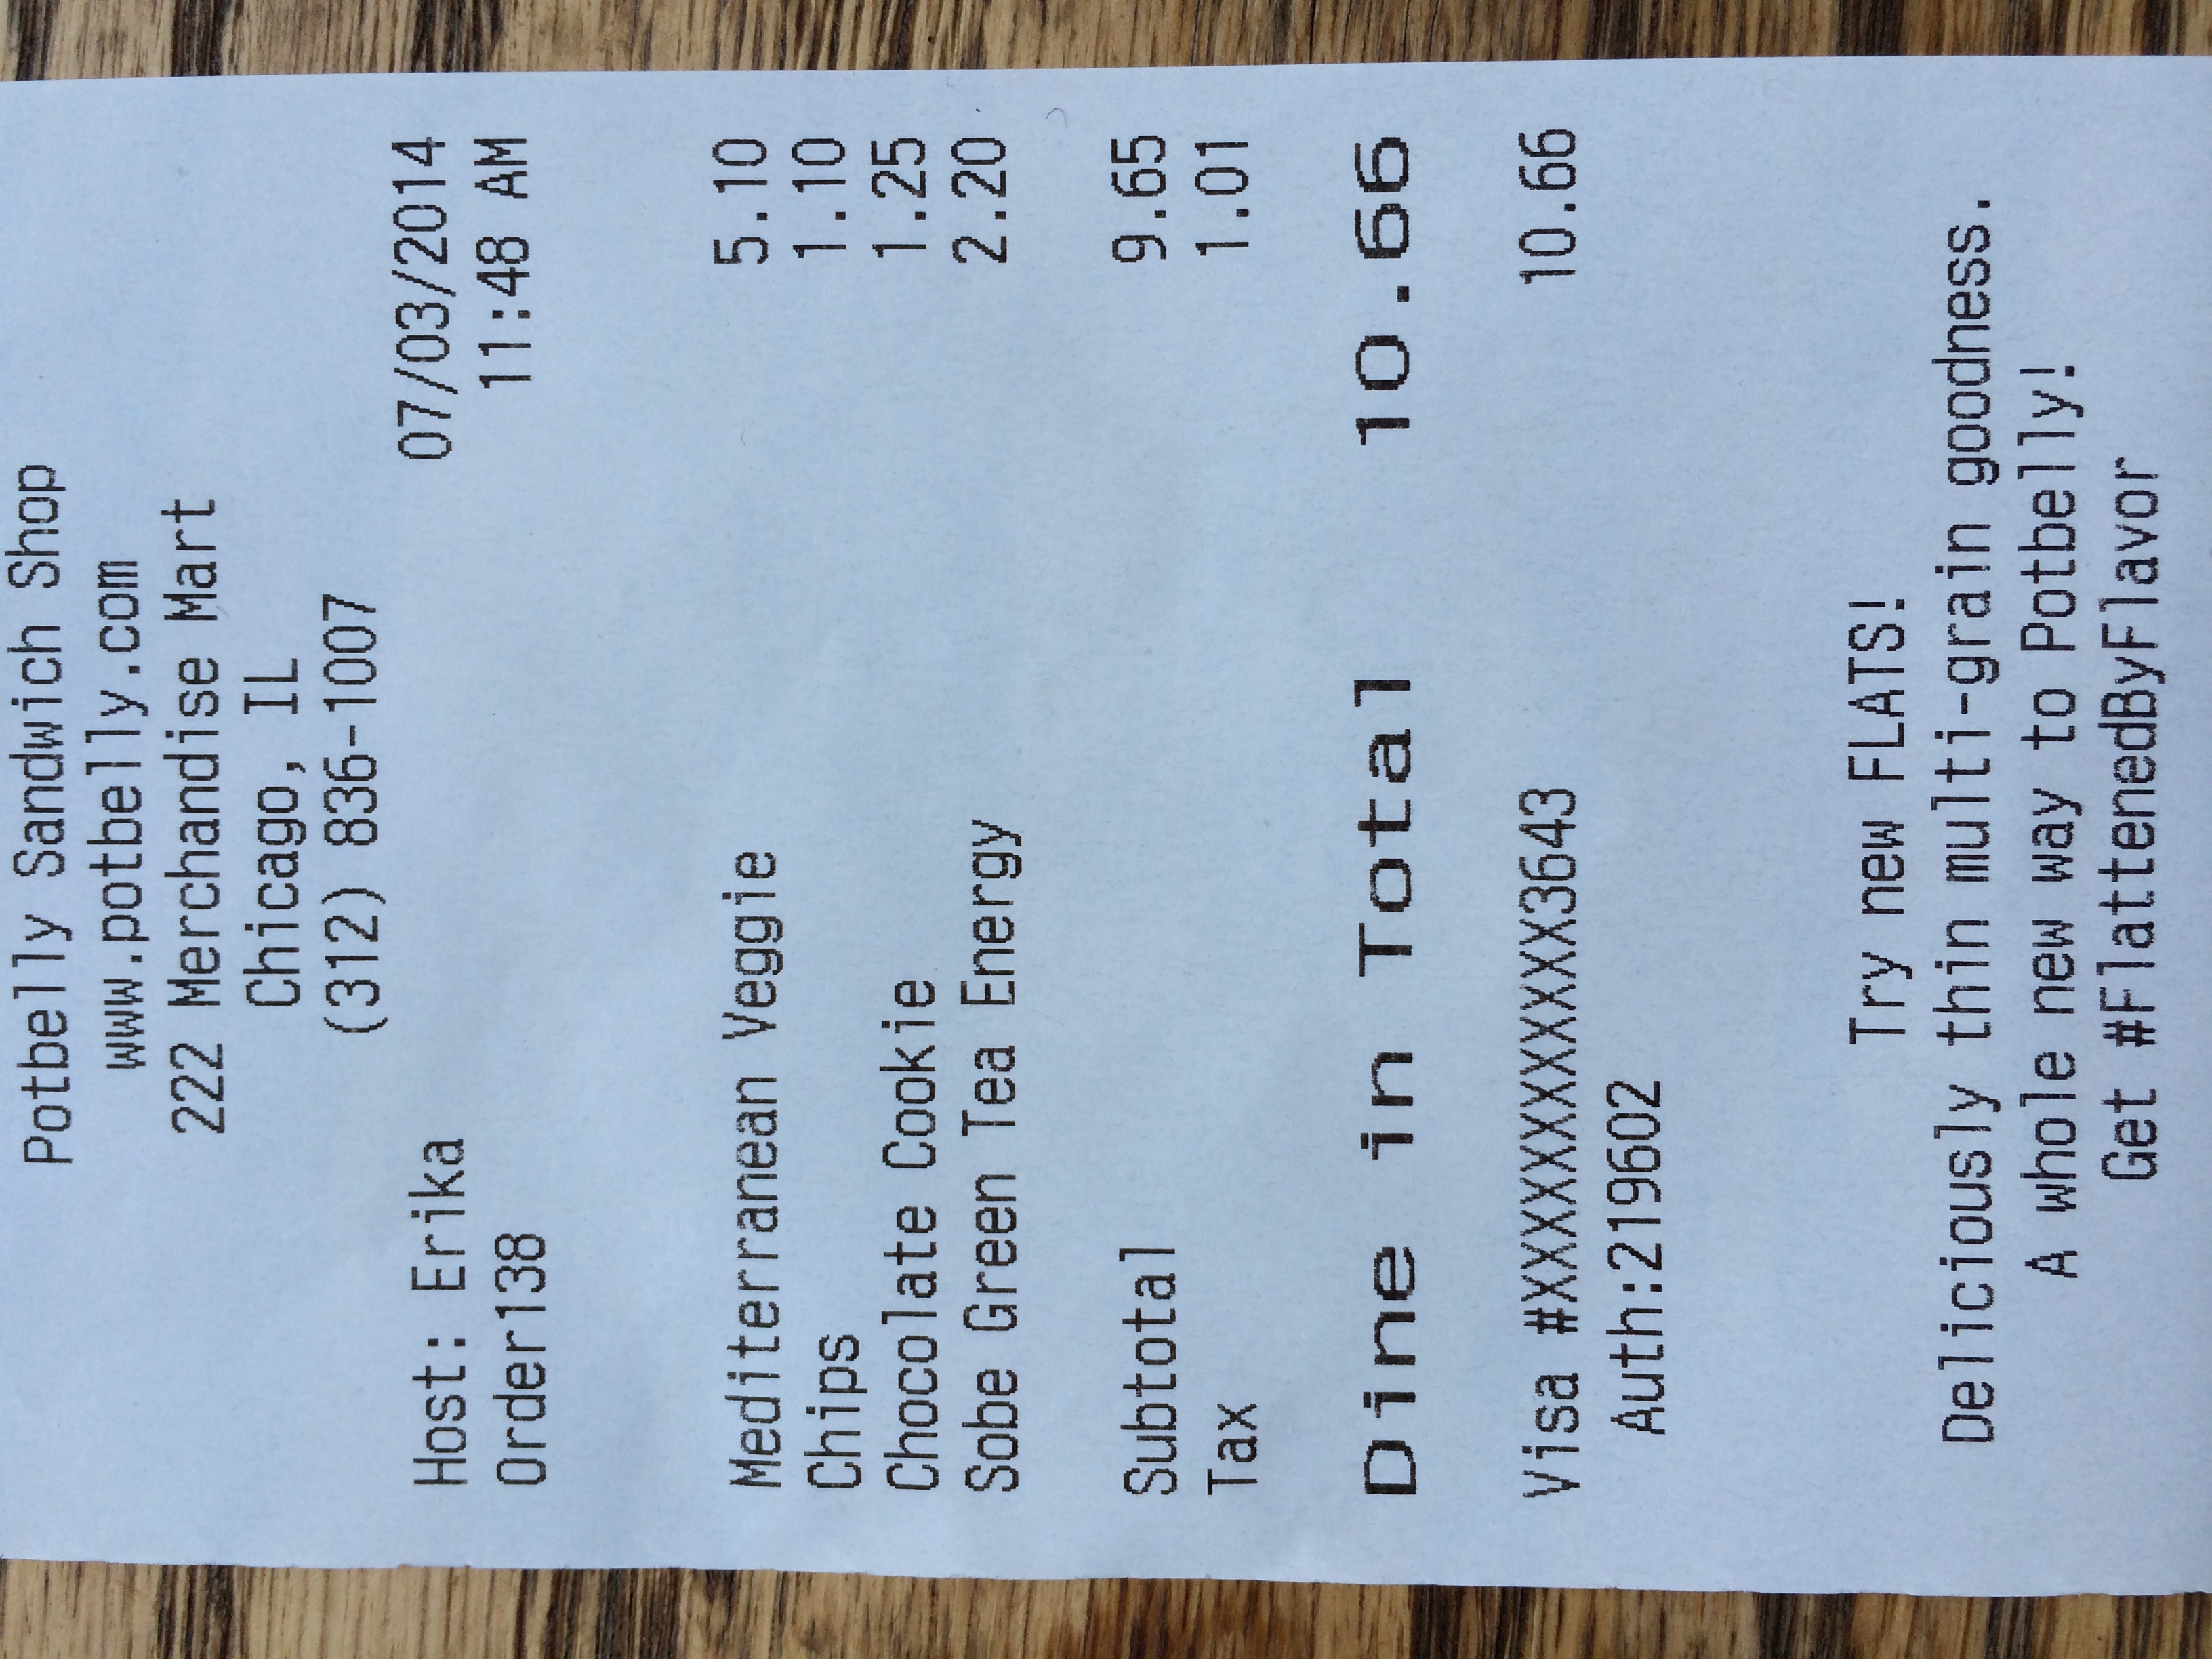 Potbelly Sandwich Shop
www.potbelly.com
222 Merchandise Mart
Chicago, IL
(312) 836-1007
Host: Erika 07/03/2014
Order138 11:48 AM
Mediterranean Veggie 5.10
Chips 1.10
Chocolate Cookie 1.25
Sobe Green Tea Energy 2.20
Subtotal 9.65
Tax 1.01
Dine in Total 10.66
Visa #XXXXXXXXXXXX3643 10.66
Auth:219602
Try new FLATS!
Deliciously thin multi-grain goodness.
A whole new way to Potbelly!
Get #FlattenedByFlavor